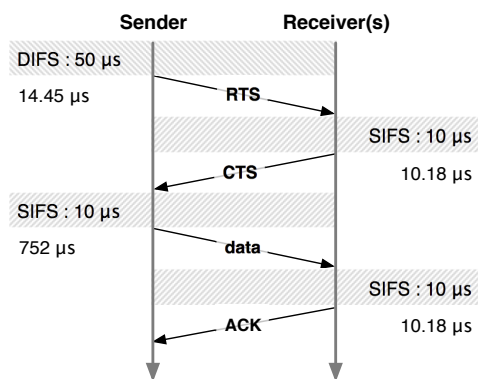 Sender Receiver(s)
DIFS : 50 µs
14.45 µs
RTS
SIFS : 10 µs
CTS
10.18 µs
SIFS : 10 µs
752 µs
data
SIFS : 10 µs
ACK
10.18 µs